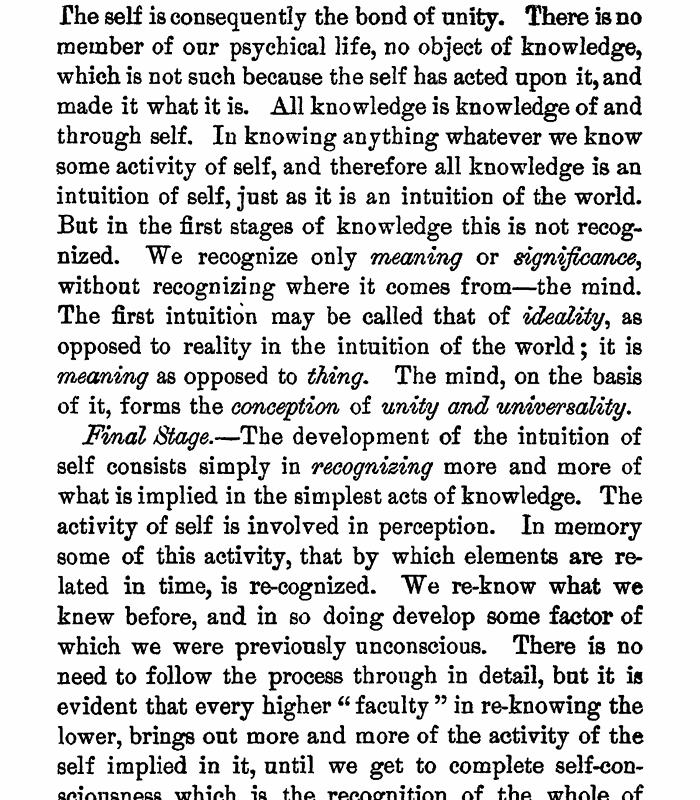 The self is consequently the bond of unity. There is no
member of our psychical life, no object of knowledge,
which is not such because the self has acted upon it, and
made it what it is. All knowledge is knowledge of and
through self. In knowing anything whatever we know
some activity of self, and therefore all knowledge is an
intuition of self, just as it is an intuition of the world.
But in the first stages of knowledge this is not recog-
nized. We recognize only meaning or significance,
without recognizing where it comes from—the mind.
The first intuition may be called that of ideality, as
opposed to reality in the intuition of the world; it is
meaning as opposed to thing. The mind, on the basis
of it, forms the conception of unity and universality.
Final Stage.—The development of the intuition of
self consists simply in recognizing more and more of
what is implied in the simplest acts of knowledge. The
activity of self is involved in perception. In memory
some of this activity, that by which elements are re-
lated in time, is re-cognized. We re-know what we
knew before, and in so doing develop some factor of
which we were previously unconscious. There is no
need to follow the process through in detail, but it is
evident that every higher “faculty” in re-knowing the
lower, brings out more and more of the activity of the
self implied in it, until we get to complete self-con-
sciousness which is the recognition of the whole of